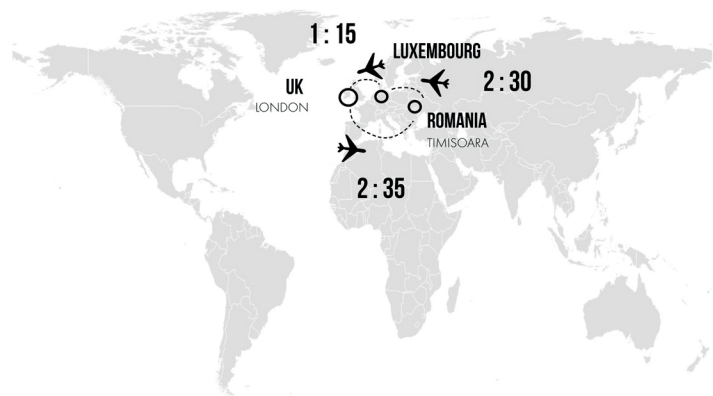 1 : 15
LUXEMBOURG
UK
LONDON
2 : 30
ROMANIA
TIMISOARA
2 : 35